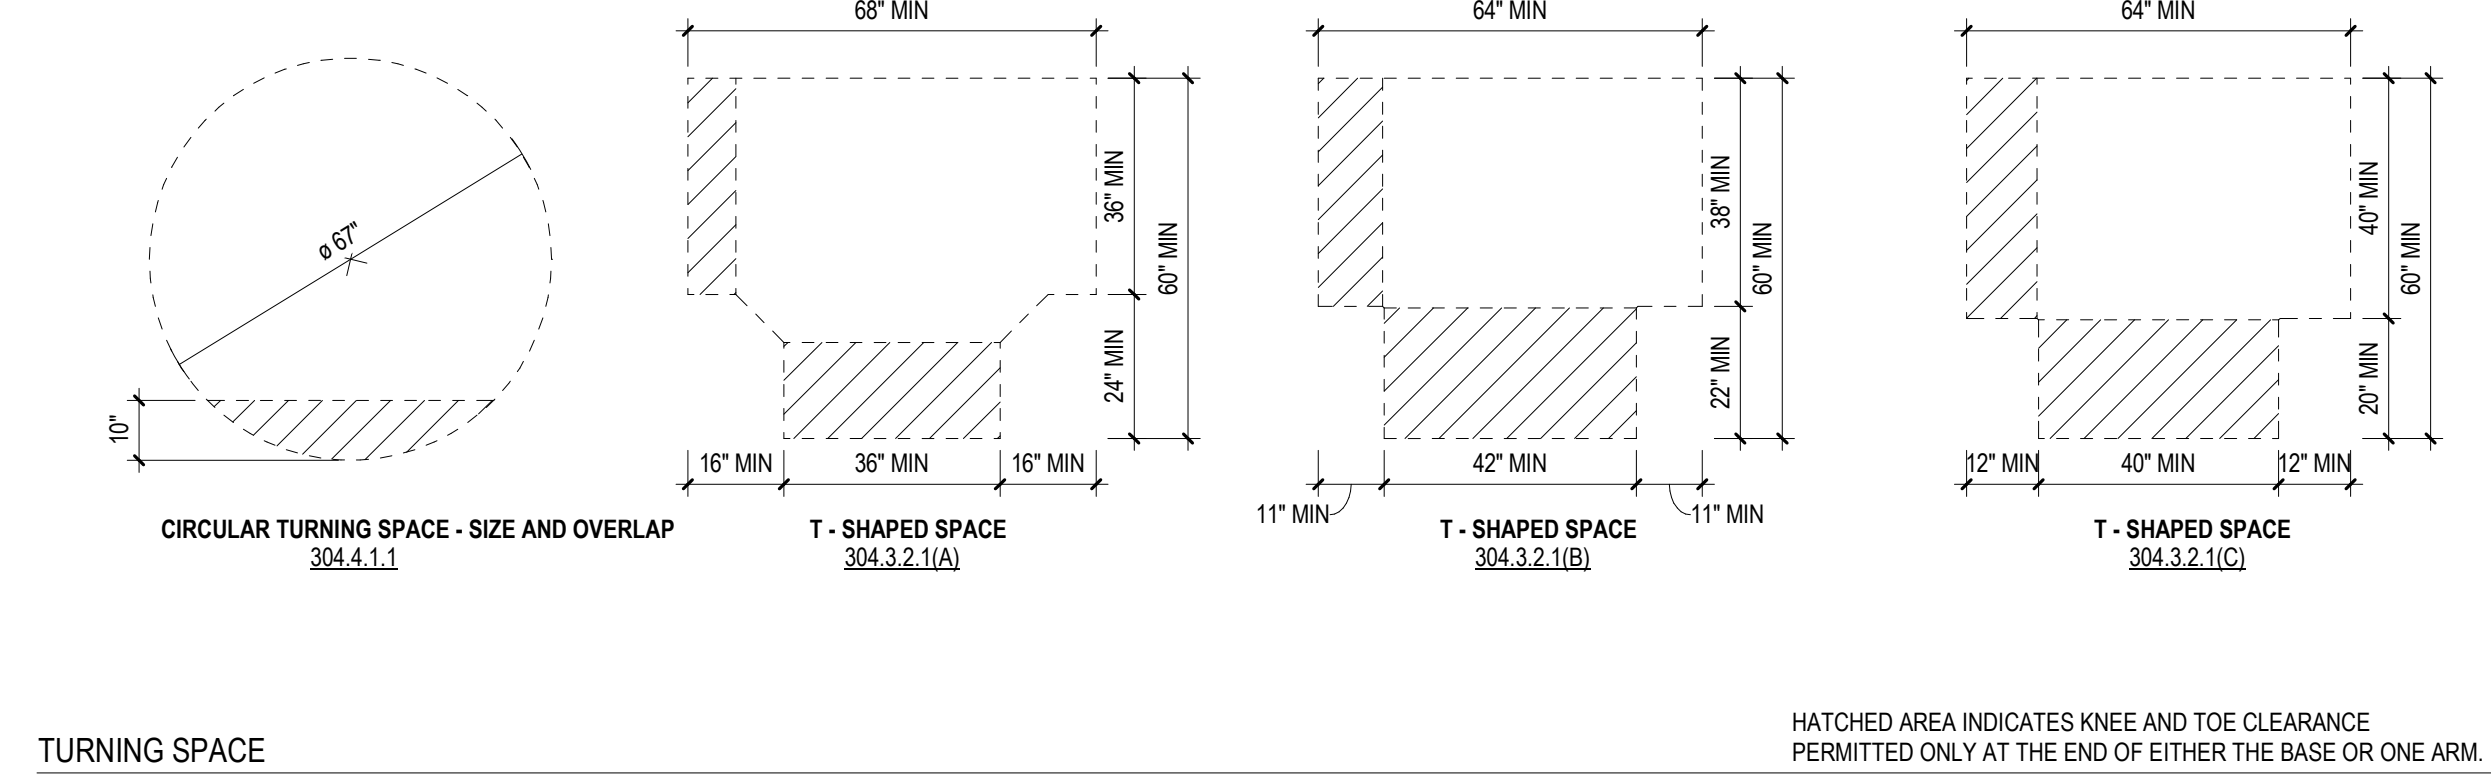 68" MIN
64" MIN
64" MIN
ø 67"
10"
36" MIN
24" MIN
60" MIN
16" MIN
36" MIN
16" MIN
38" MIN
22" MIN
60" MIN
42" MIN
11" MIN
11" MIN
40" MIN
20" MIN
60" MIN
12" MIN
40" MIN
12" MIN
CIRCULAR TURNING SPACE - SIZE AND OVERLAP
304.4.1.1
T - SHAPED SPACE
304.3.2.1(A)
T - SHAPED SPACE
304.3.2.1(B)
T - SHAPED SPACE
304.3.2.1(C)
TURNING SPACE
HATCHED AREA INDICATES KNEE AND TOE CLEARANCE
PERMITTED ONLY AT THE END OF EITHER THE BASE OR ONE ARM.